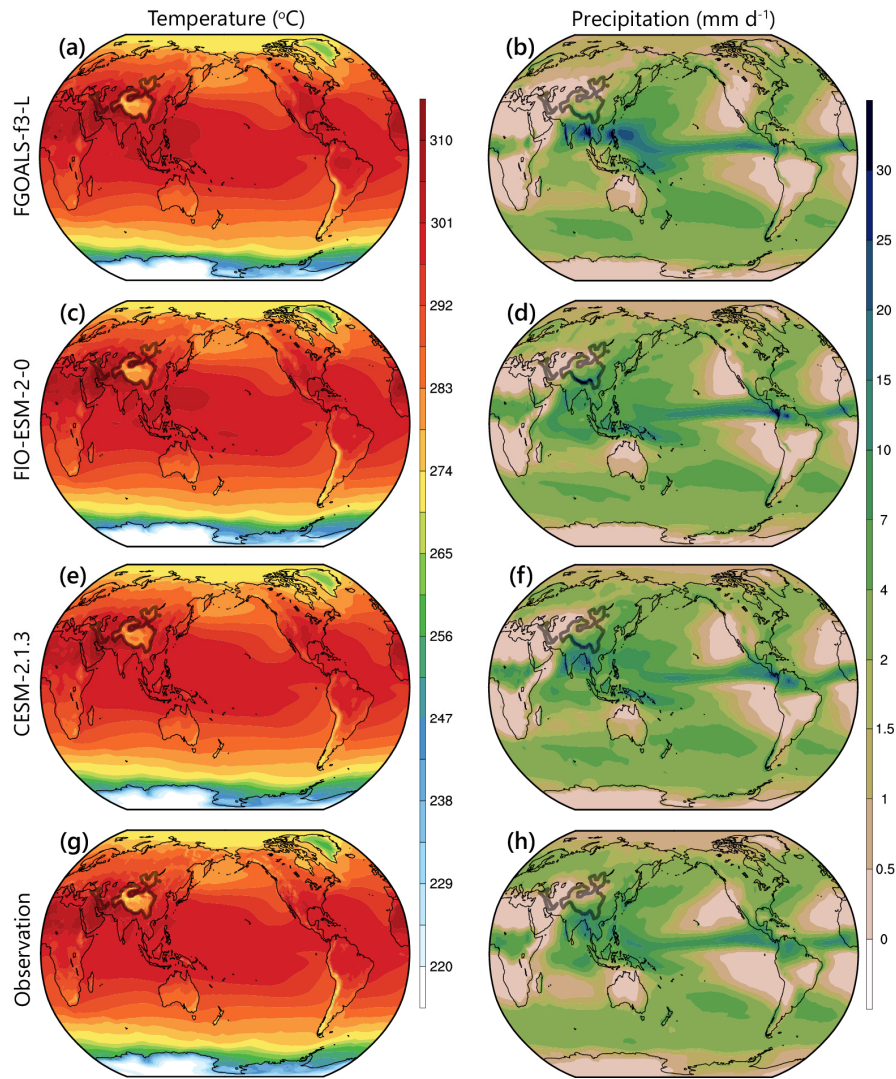 Temperature (°C)
Precipitation (mm d⁻¹)
FGOALS-f3-L
(a)
(b)
FIO-ESM-2-0
(c)
(d)
CESM-2.1.3
(e)
(f)
Observation
(g)
(h)
310
301
292
283
274
265
256
247
238
229
220
30
25
20
15
10
7
4
2
1.5
1
0.5
0